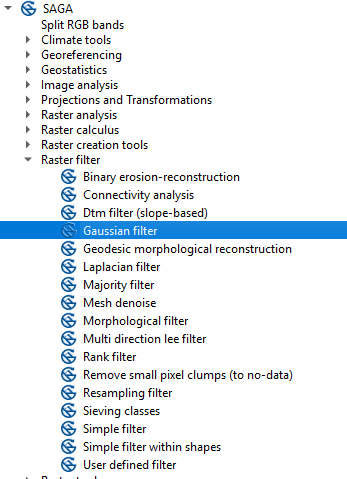 SAGA
Split RGB bands
Climate tools
Georeferencing
Geostatistics
Image analysis
Projections and Transformations
Raster analysis
Raster calculus
Raster creation tools
Raster filter
Binary erosion-reconstruction
Connectivity analysis
Dtm filter (slope-based)
Gaussian filter
Geodesic morphological reconstruction
Laplacian filter
Majority filter
Mesh denoise
Morphological filter
Multi direction lee filter
Rank filter
Remove small pixel clumps (to no-data)
Resampling filter
Sieving classes
Simple filter
Simple filter within shapes
User defined filter